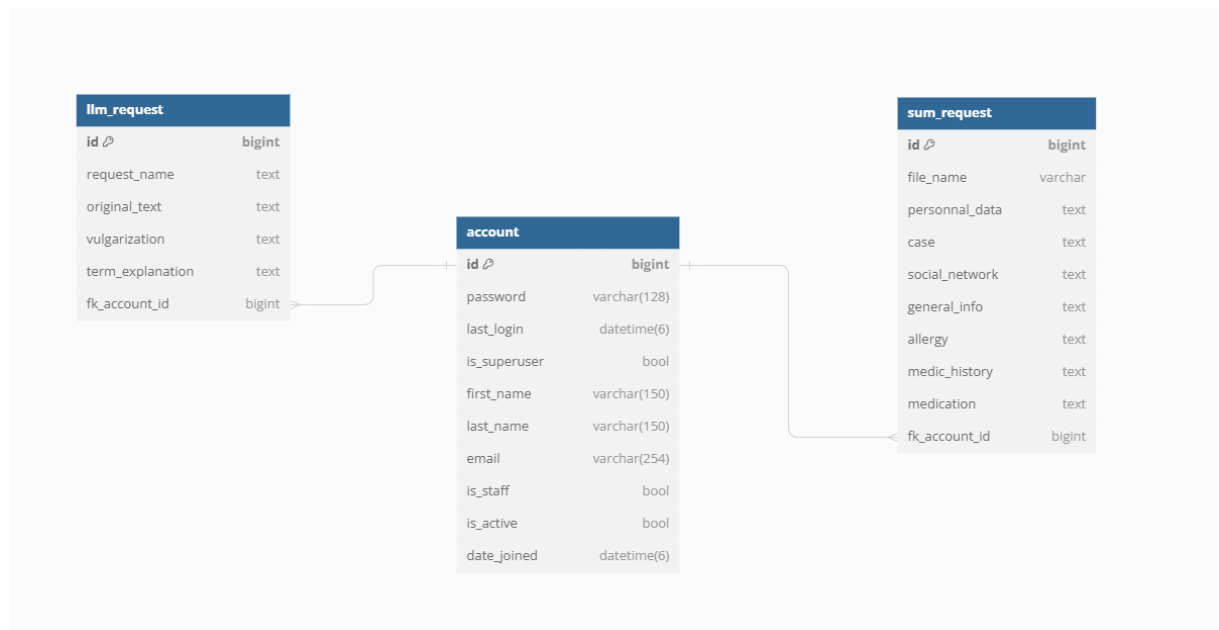 llm_request
id bigint
request_name text
original_text text
vulgarization text
term_explanation text
fk_account_id bigint
account
id bigint
password varchar(128)
last_login datetime(6)
is_superuser bool
first_name varchar(150)
last_name varchar(150)
email varchar(254)
is_staff bool
is_active bool
date_joined datetime(6)
sum_request
id bigint
file_name varchar
personnal_data text
case text
social_network text
general_info text
allergy text
medic_history text
medication text
fk_account_id bigint